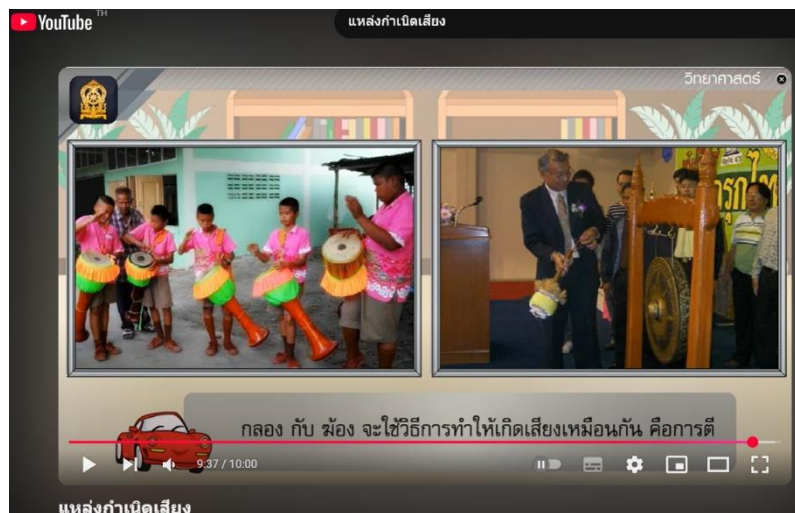 YouTube TH
แหล่งกำเนิดเสียง
วิทยาศาสตร์
กลอง กับ ฆ้อง จะใช้วิธีการทำให้เกิดเสียงเหมือนกัน คือการตี
9:37 / 10:00
แหล่งกำเนิดเสียง